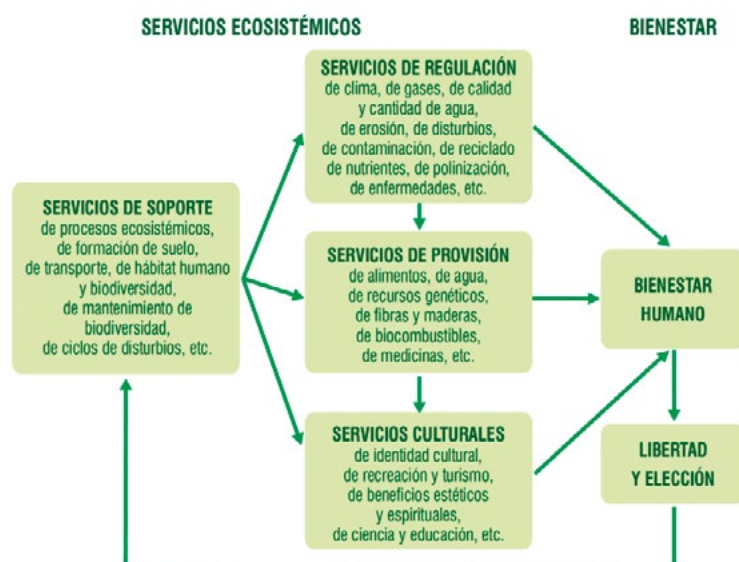 SERVICIOS ECOSISTÉMICOS
BIENESTAR
SERVICIOS DE SOPORTE
de procesos ecosistémicos,
de formación de suelo,
de transporte, de hábitat humano
y biodiversidad,
de mantenimiento de
biodiversidad,
de ciclos de disturbios, etc.
SERVICIOS DE REGULACIÓN
de clima, de gases, de calidad
y cantidad de agua,
de erosión, de disturbios,
de contaminación, de reciclado
de nutrientes, de polinización,
de enfermedades, etc.
SERVICIOS DE PROVISIÓN
de alimentos, de agua,
de recursos genéticos,
de fibras y maderas,
de biocombustibles,
de medicinas, etc.
SERVICIOS CULTURALES
de identidad cultural,
de recreación y turismo,
de beneficios estéticos
y espirituales,
de ciencia y educación, etc.
BIENESTAR
HUMANO
LIBERTAD
Y ELECCIÓN